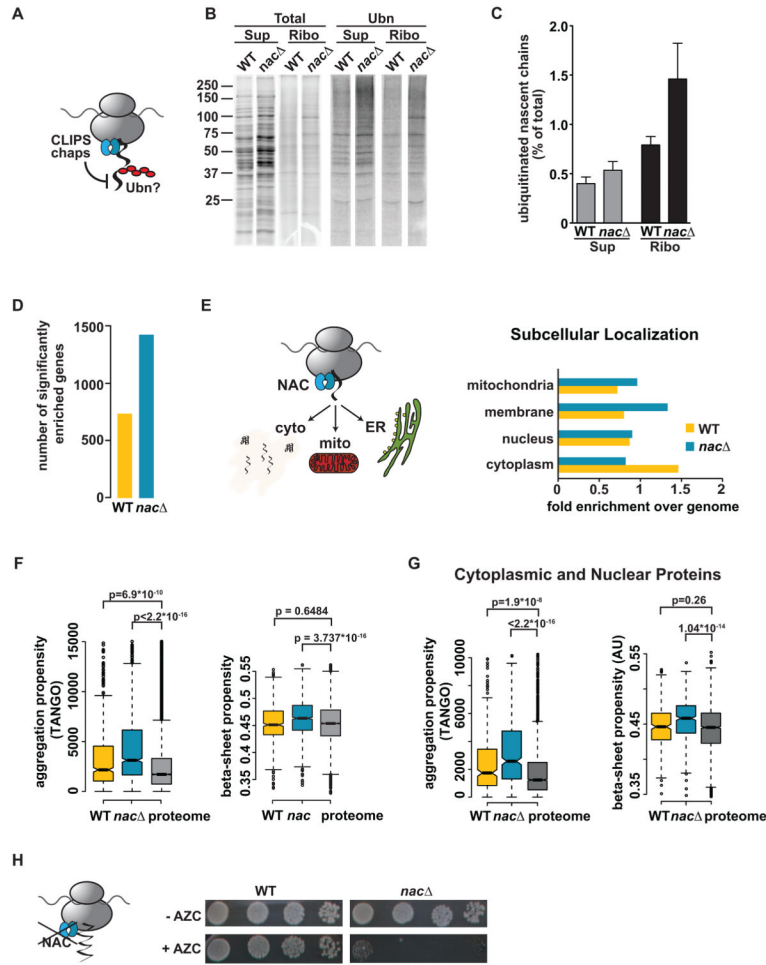 A
CLIPS
chaps
Ubn?
B
Total
Ubn
Sup
Ribo
Sup
Ribo
WT
nacΔ
WT
nacΔ
WT
nacΔ
WT
nacΔ
250
150
100
75
50
37
25
C
ubiquitinated nascent chains
(% of total)
2.0
1.5
1.0
0.5
0
WT nacΔ
WT nacΔ
Sup
Ribo
D
number of significantly
enriched genes
1500
1000
500
0
WT nacΔ
E
NAC
cyto
mito
ER
Subcellular Localization
mitochondria
membrane
nucleus
cytoplasm
WT
nacΔ
0
0.5
1
1.5
2
fold enrichment over genome
F
p=6.9*10-10
p<2.2*10-16
aggregation propensity
(TANGO)
15000
10000
5000
0
WT nacΔ proteome
p = 0.6484
p = 3.737*10-16
beta-sheet propensity
0.55
0.50
0.45
0.40
0.35
WT nac proteome
G
Cytoplasmic and Nuclear Proteins
p=1.9*10-8
<2.2*10-16
aggregation propensity
(TANGO)
10000
6000
2000
0
WT nacΔ proteome
p=0.26
1.04*10-14
beta-sheet propensity (AU)
0.55
0.45
0.35
WT nacΔ proteome
H
NAC
WT
nacΔ
- AZC
+ AZC